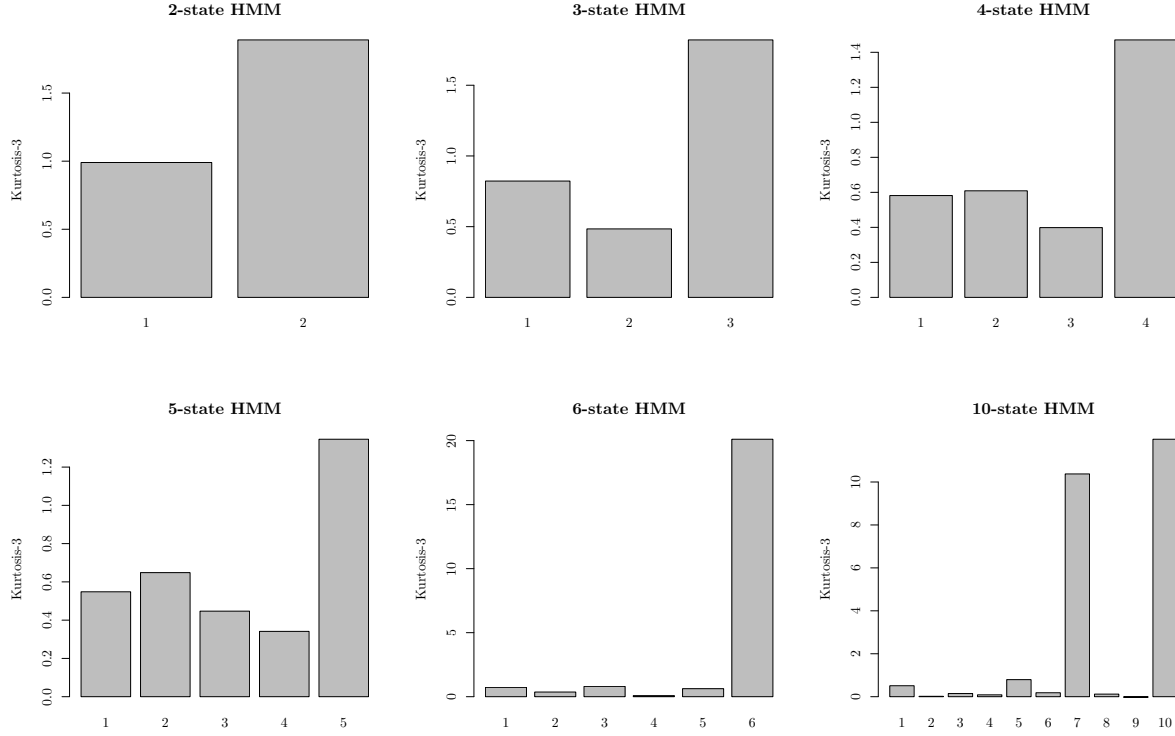 2-state HMM
Kurtosis-3
0.0 0.5 1.0 1.5
1 2
3-state HMM
Kurtosis-3
0.0 0.5 1.0 1.5
1 2 3
4-state HMM
Kurtosis-3
0.0 0.2 0.4 0.6 0.8 1.0 1.2 1.4
1 2 3 4
5-state HMM
Kurtosis-3
0.0 0.2 0.4 0.6 0.8 1.0 1.2
1 2 3 4 5
6-state HMM
Kurtosis-3
0 5 10 15 20
1 2 3 4 5 6
10-state HMM
Kurtosis-3
0 2 4 6 8 10
1 2 3 4 5 6 7 8 9 10